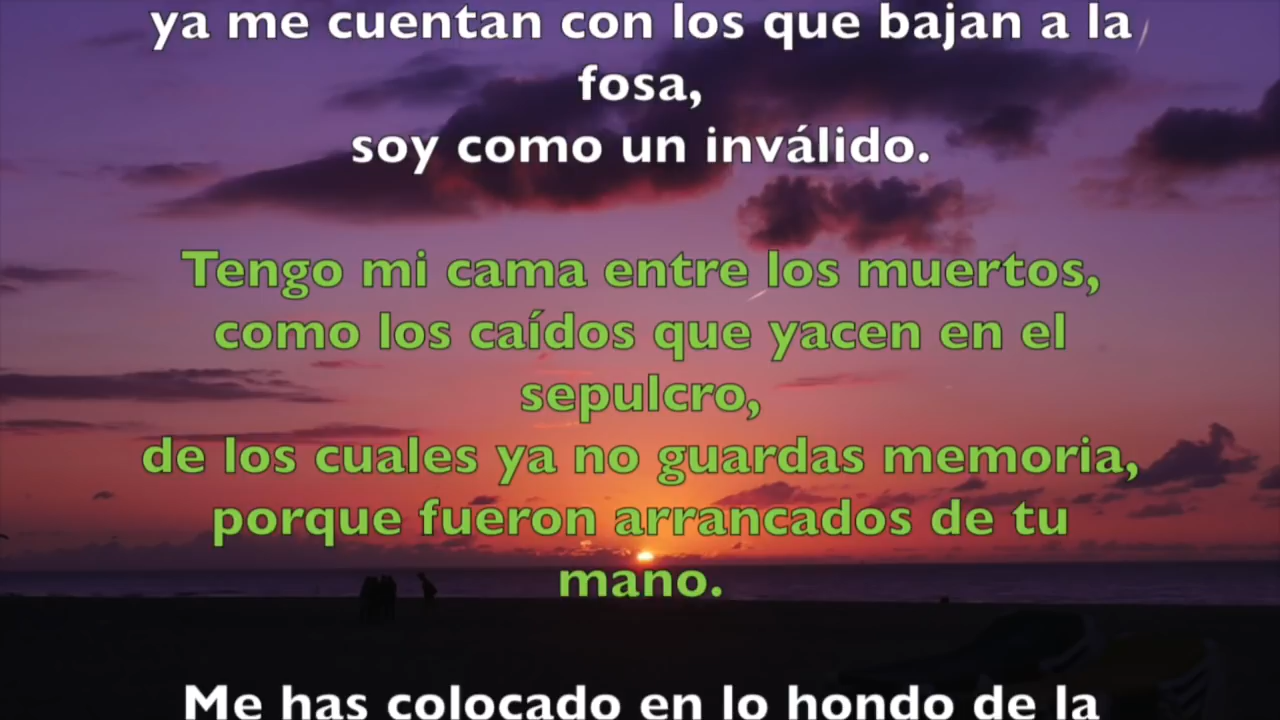 ya me cuentan con los que bajan a la
fosa,
soy como un inválido.
Tengo mi cama entre los muertos,
como los caídos que yacen en el
sepulcro,
de los cuales ya no guardas memoria,
porque fueron arrancados de tu
mano.
Me has colocado en lo hondo de la